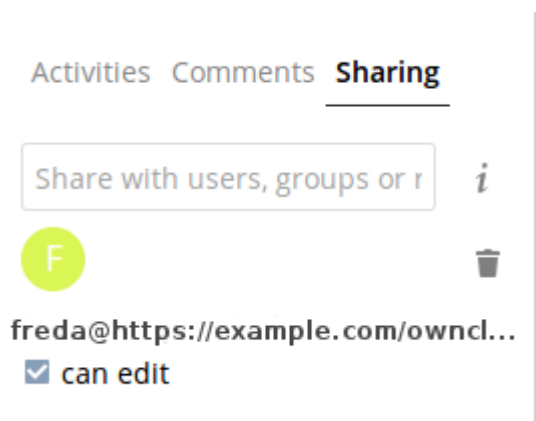 Activities Comments Sharing
Share with users, groups or r
i
F
freda@https://example.com/owncl...
can edit